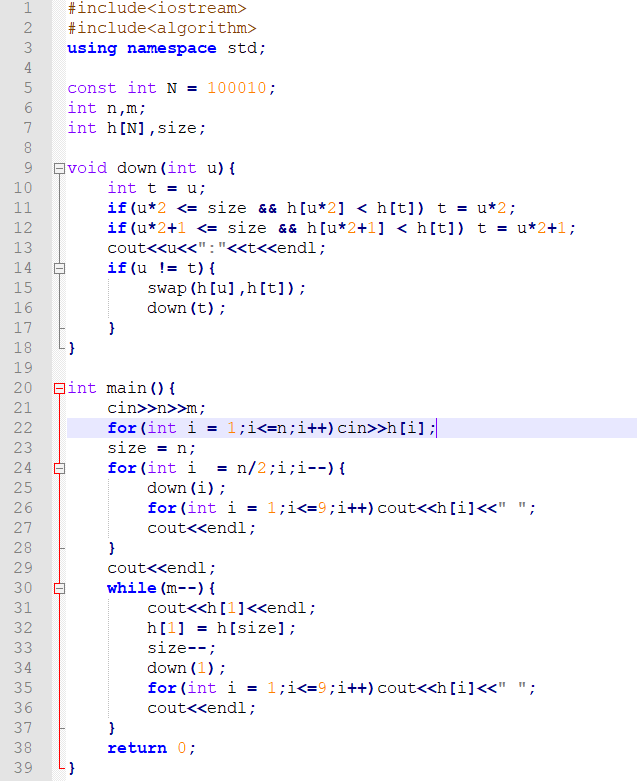 1 #include<iostream>
2 #include<algorithm>
3 using namespace std;
4
5 const int N = 100010;
6 int n,m;
7 int h[N],size;
8
9 void down(int u){
10     int t = u;
11     if(u*2 <= size && h[u*2] < h[t]) t = u*2;
12     if(u*2+1 <= size && h[u*2+1] < h[t]) t = u*2+1;
13     cout<<u<<":"<<t<<endl;
14     if(u != t){
15         swap(h[u],h[t]);
16         down(t);
17     }
18 }
19
20 int main(){
21     cin>>n>>m;
22     for(int i = 1;i<=n;i++)cin>>h[i];
23     size = n;
24     for(int i  = n/2;i;i--){
25         down(i);
26         for(int i = 1;i<=9;i++)cout<<h[i]<<" ";
27         cout<<endl;
28     }
29     cout<<endl;
30     while(m--){
31         cout<<h[1]<<endl;
32         h[1] = h[size];
33         size--;
34         down(1);
35         for(int i = 1;i<=9;i++)cout<<h[i]<<" ";
36         cout<<endl;
37     }
38     return 0;
39 }